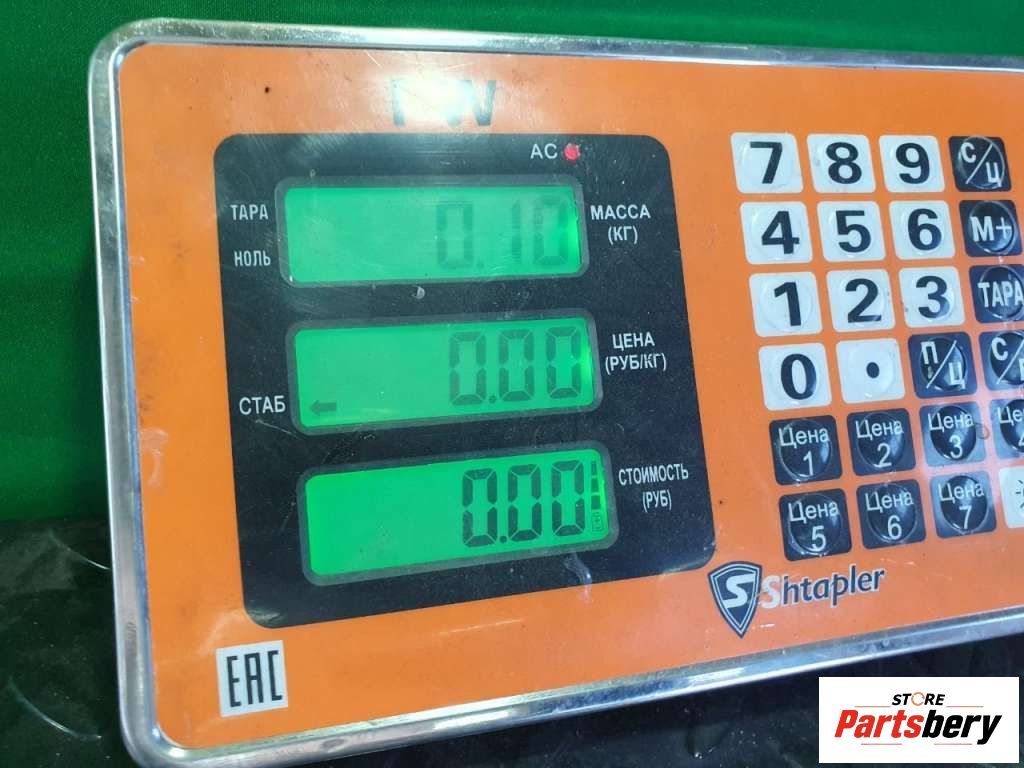 AC
ТАРА
НОЛЬ
0.10
МАССА
(КГ)
0.00
ЦЕНА
(РУБ/КГ)
СТАБ
0.00
СТОИМОСТЬ
(РУБ)
7 8 9 С/Ц
4 5 6 М+
1 2 3 ТАРА
0 . П/Ц
Цена 1 Цена 2 Цена 3
Цена 5 Цена 6 Цена 7
S Shtapler
EAC
STORE
Partsbery